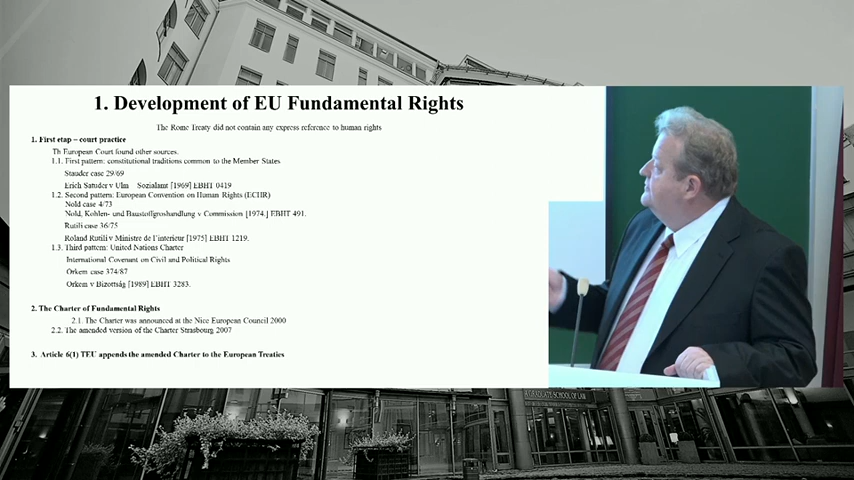 1. Development of EU Fundamental Rights
The Rome Treaty did not contain any express reference to human rights
1. First etap – court practice
Th European Court found other sources.
1.1. First pattern: constitutional traditions common to the Member States
Stauder case 29/69
Erich Satuder v Ulm Sozialamt [1969] EBHT 0419
1.2. Second pattern: European Convention on Human Rights (ECHR)
Nold case 4/73
Nold, Kohlen- und Baustoffgroshandlung v Commission [1974.] EBHT 491.
Rutili case 36/75
Roland Rutili v Ministre de l'interieur [1975] EBHT 1219.
1.3. Third pattern: United Nations Charter
International Covenant on Civil and Political Rights
Orkem case 374/87
Orkem v Bizottság [1989] EBHT 3283.
2. The Charter of Fundamental Rights
2.1. The Charter was announced at the Nice European Council 2000
2.2. The amended version of the Charter Strasbourg 2007
3. Article 6(1) TEU appends the amended Charter to the European Treaties
SCHOOL OF LAW